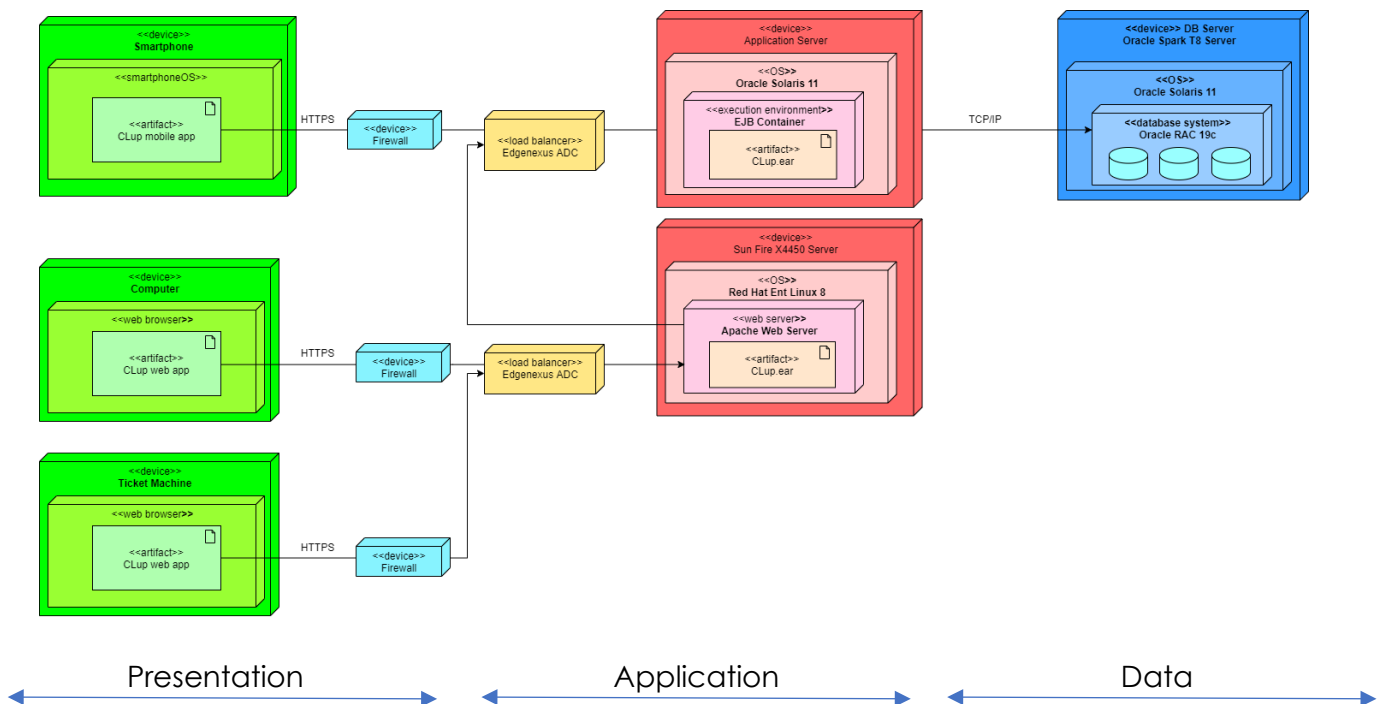 <<device>>
Smartphone
<<smartphoneOS>>
<<artifact>>
CLup mobile app
HTTPS
<<device>>
Firewall
<<load balancer>>
Edgenexus ADC
<<device>>
Application Server
<<OS>>
Oracle Solaris 11
<<execution environment>>
EJB Container
<<artifact>>
CLup.ear
TCP/IP
<<device>> DB Server
Oracle Spark T8 Server
<<OS>>
Oracle Solaris 11
<<database system>>
Oracle RAC 19c
<<device>>
Computer
<<web browser>>
<<artifact>>
CLup web app
HTTPS
<<device>>
Firewall
<<load balancer>>
Edgenexus ADC
<<device>>
Sun Fire X4450 Server
<<OS>>
Red Hat Ent Linux 8
<<web server>>
Apache Web Server
<<artifact>>
CLup.ear
<<device>>
Ticket Machine
<<web browser>>
<<artifact>>
CLup web app
HTTPS
<<device>>
Firewall
Presentation
Application
Data